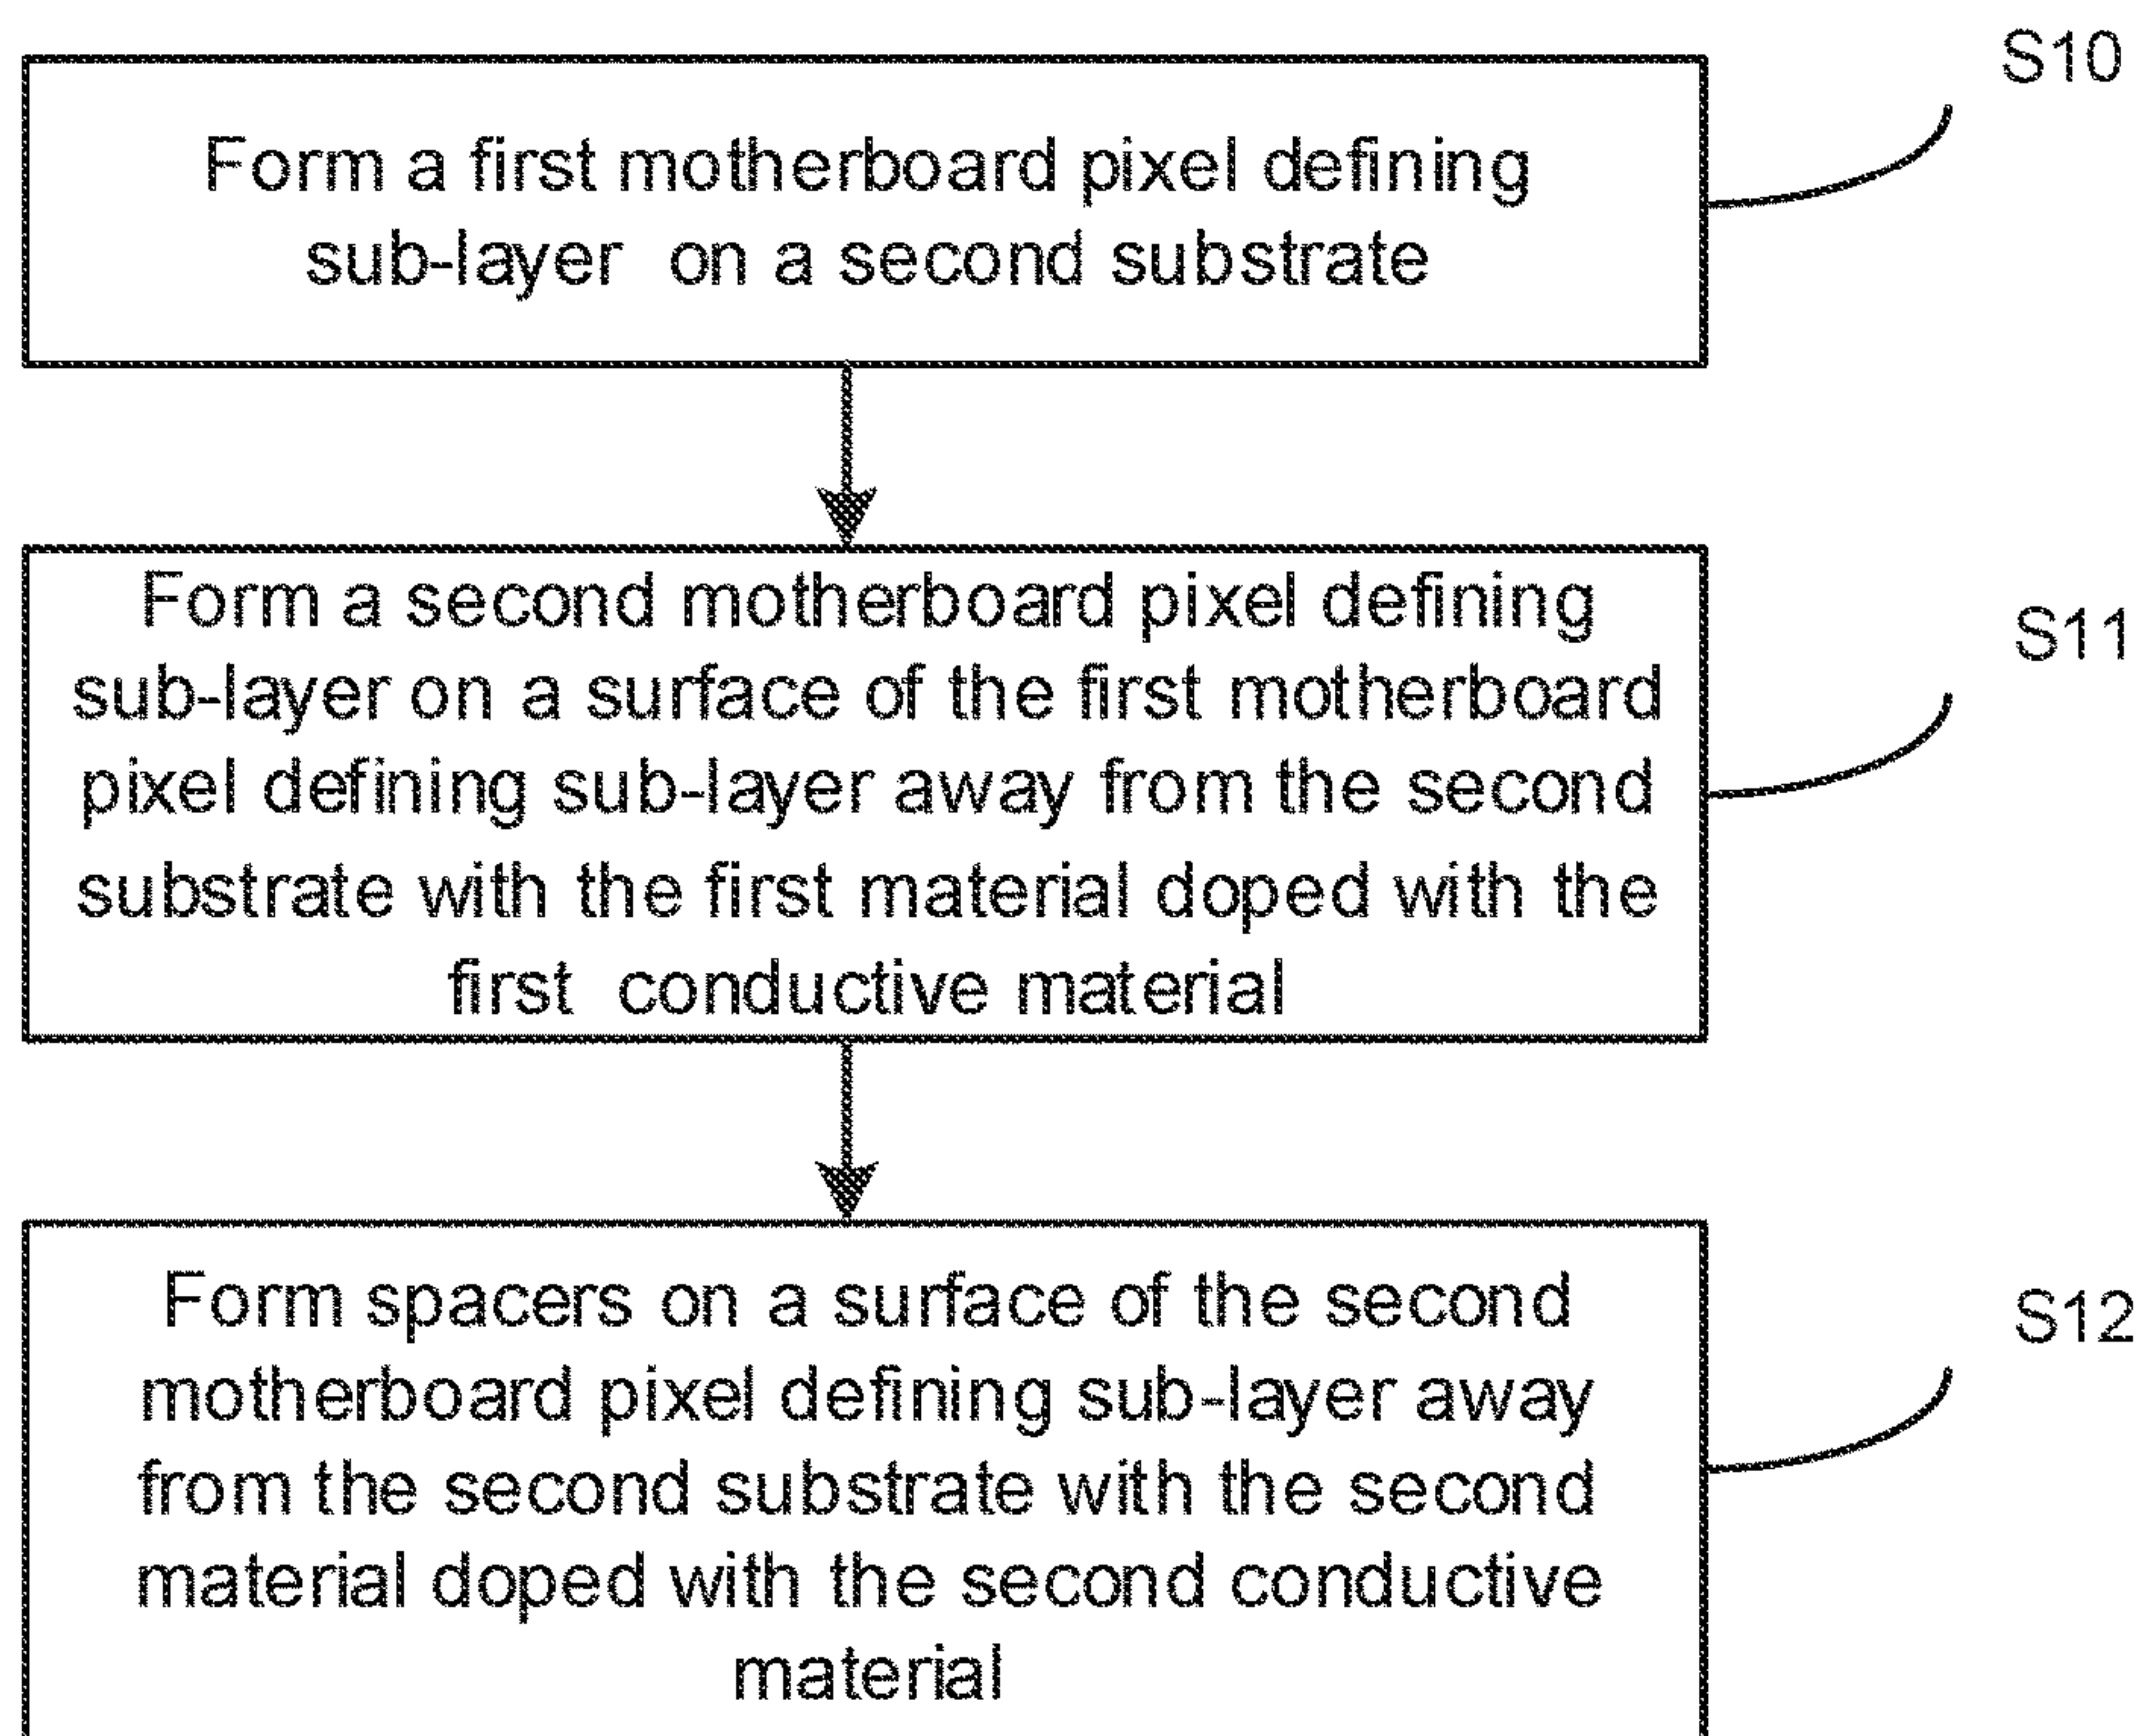 S10
Form a first motherboard pixel defining
sub-layer on a second substrate
Form a second motherboard pixel defining
S11
sub-layer on a surface of the first motherboard
pixel defining sub-layer away from the second
substrate with the first material doped with the
first conductive material
Form spacers on a surface of the second
S12
motherboard pixel defining sub-layer away
from the second substrate with the second
material doped with the second conductive
material